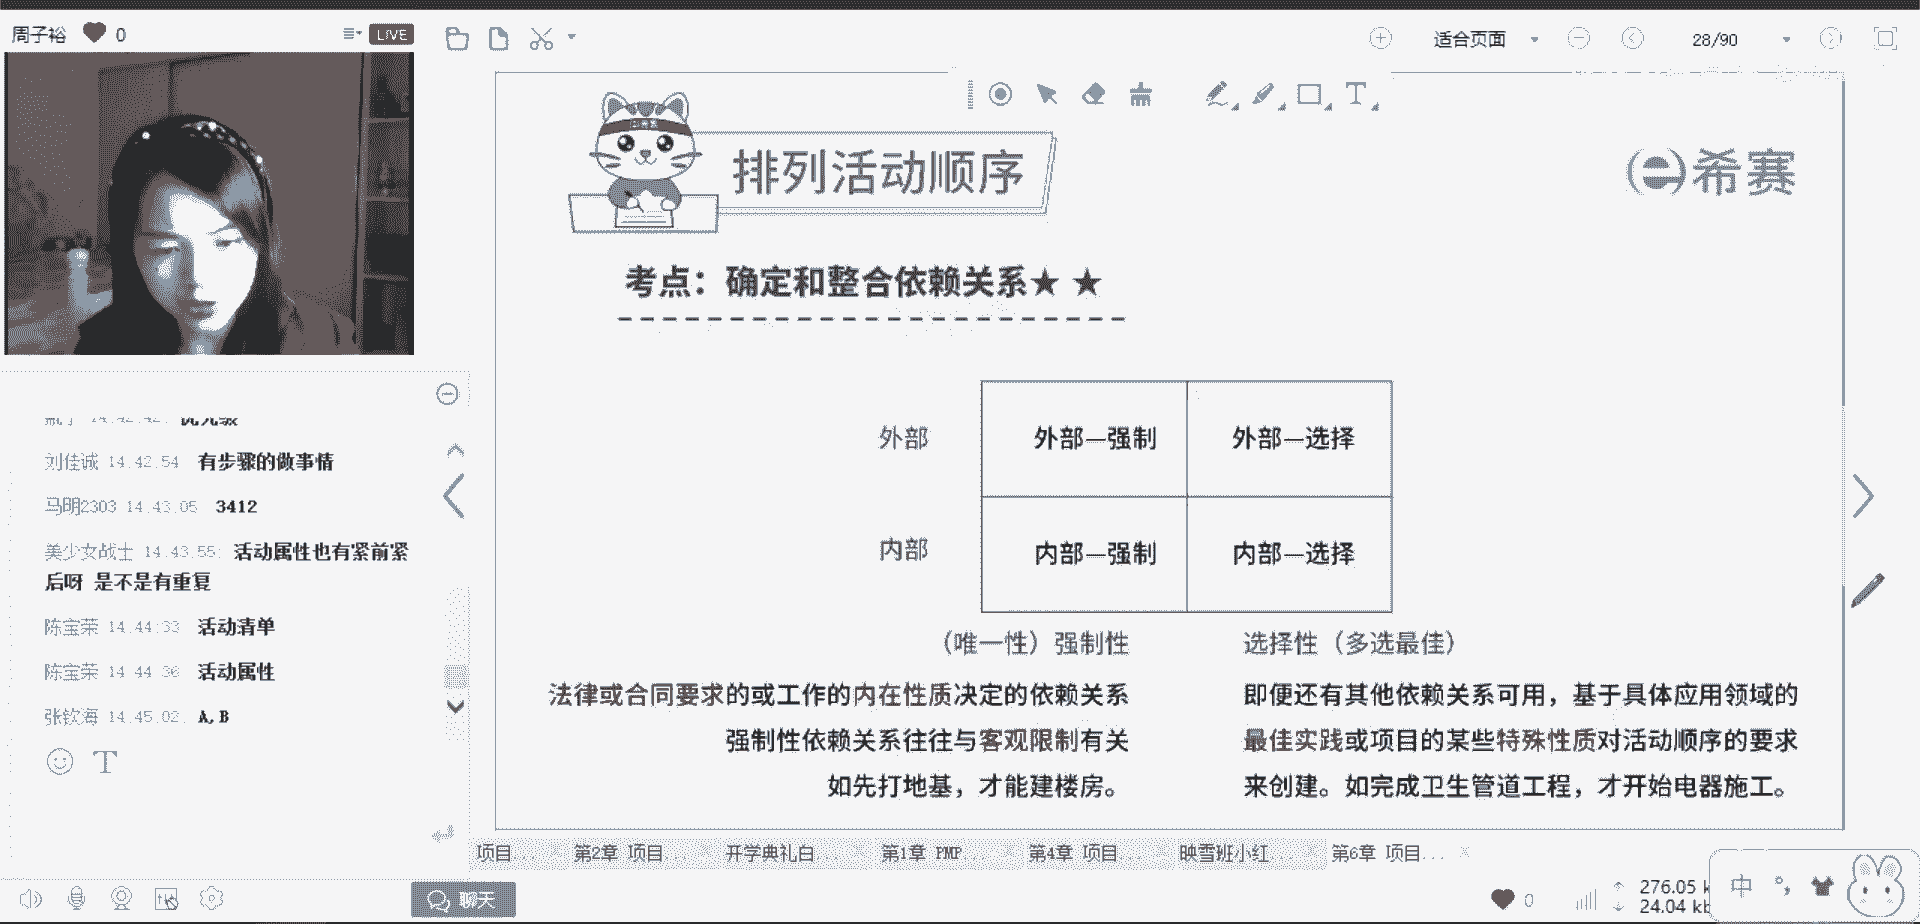 周子裕
0
LIVE
适合页面
28/90
排列活动顺序
希赛
考点：确定和整合依赖关系★ ★
外部
外部—强制
外部—选择
内部
内部—强制
内部—选择
（唯一性）强制性
选择性（多选最佳）
法律或合同要求的或工作的内在性质决定的依赖关系
强制性依赖关系往往与客观限制有关
如先打地基，才能建楼房。
即便还有其他依赖关系可用，基于具体应用领域的
最佳实践或项目的某些特殊性质对活动顺序的要求
来创建。如完成卫生管道工程，才开始电器施工。
刘佳诚 14:42:54 有步骤的做事情
马明2303 14:43:05 3412
美少女战士 14:43:55: 活动属性也有紧前紧
后呀 是不是有重复
陈宝荣 14:44:33 活动清单
陈宝荣 14:44:36 活动属性
张钦海 14:45:02: A,B
T
项目...
第2章 项目...
开学典礼白...
第1章 PMP...
第4章 项目...
映雪班小红...
第6章 项目...
聊天
0
276.05 k
24.04 kb
中